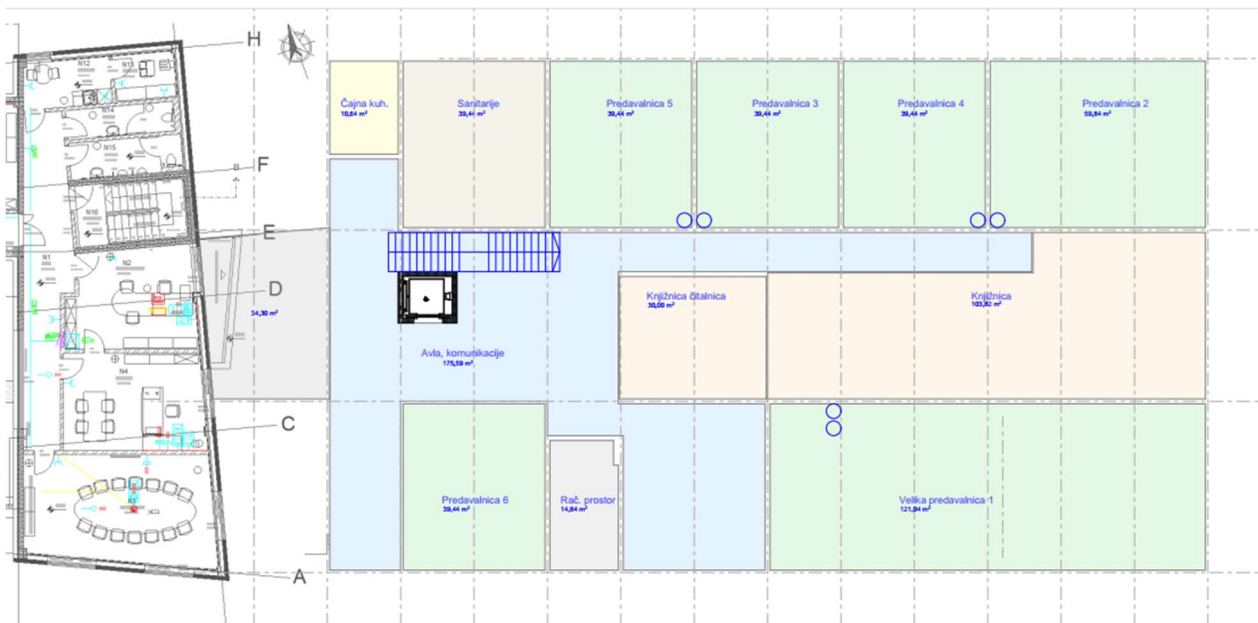 H
F
E
D
C
A
N12
N13
N14
N15
N16
N1
N2
N4
Čajna kuh.
10,64 m²
Sanitarije
39,44 m²
Predavalnica 5
39,44 m²
Predavalnica 3
39,44 m²
Predavalnica 4
39,44 m²
Predavalnica 2
59,84 m²
34,30 m²
Avla, komunikacije
175,59 m²
Knjižnica čitalnica
30,00 m²
Knjižnica
103,82 m²
Predavalnica 6
39,44 m²
Rač. prostor
14,64 m²
Velika predavalnica 1
121,04 m²